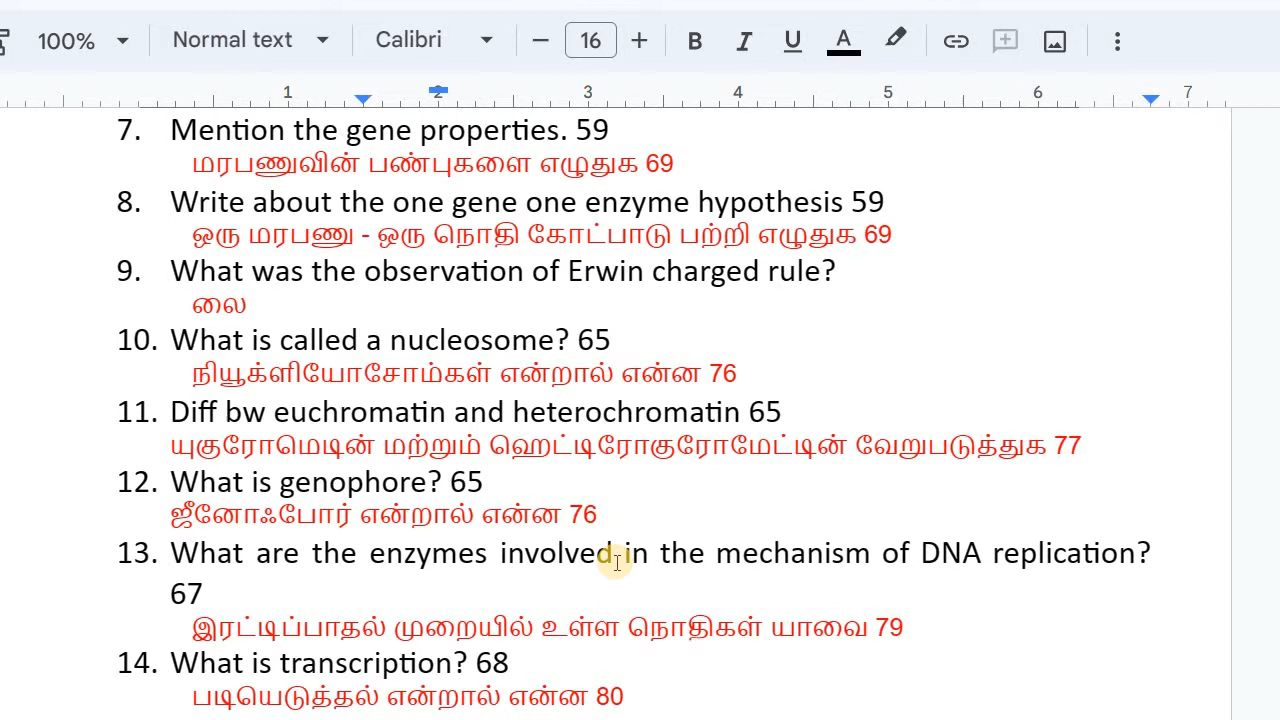 100% Normal text Calibri 16 B I U A
1 2 3 4 5 6 7
7. Mention the gene properties. 59
மரபணுவின் பண்புகளை எழுதுக 69
8. Write about the one gene one enzyme hypothesis 59
ஒரு மரபணு - ஒரு நொதி கோட்பாடு பற்றி எழுதுக 69
9. What was the observation of Erwin charged rule?
லை
10. What is called a nucleosome? 65
நியூக்ளியோசோம்கள் என்றால் என்ன 76
11. Diff bw euchromatin and heterochromatin 65
யுகுரோமெடின் மற்றும் ஹெட்டிரோகுரோமேட்டின் வேறுபடுத்துக 77
12. What is genophore? 65
ஜீனோஃபோர் என்றால் என்ன 76
13. What are the enzymes involved in the mechanism of DNA replication?
67
இரட்டிப்பாதல் முறையில் உள்ள நொதிகள் யாவை 79
14. What is transcription? 68
படியெடுத்தல் என்றால் என்ன 80